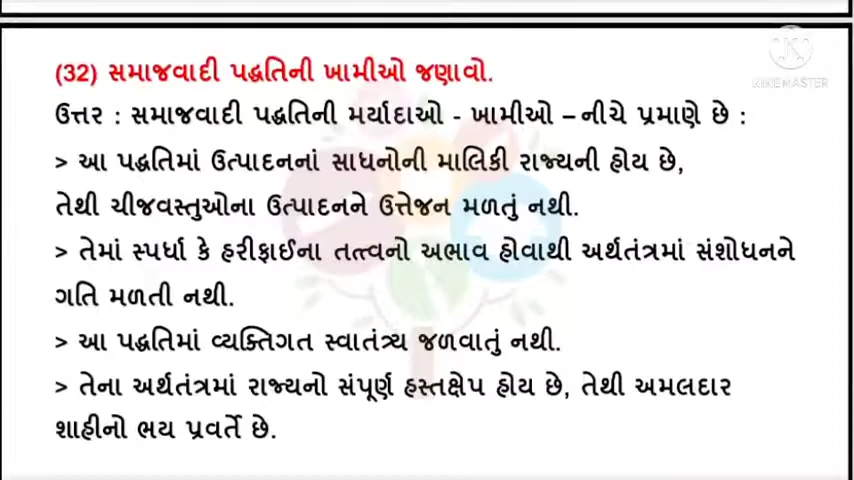 (32) સમાજવાદી પદ્ધતિની ખામીઓ જણાવો.
ઉત્તર : સમાજવાદી પદ્ધતિની મર્યાદાઓ - ખામીઓ – નીચે પ્રમાણે છે :
> આ પદ્ધતિમાં ઉત્પાદનનાં સાધનોની માલિકી રાજ્યની હોય છે,
તેથી ચીજવસ્તુઓના ઉત્પાદનને ઉત્તેજન મળતું નથી.
> તેમાં સ્પર્ધા કે હરીફાઈના તત્ત્વનો અભાવ હોવાથી અર્થતંત્રમાં સંશોધનને
ગતિ મળતી નથી.
> આ પદ્ધતિમાં વ્યક્તિગત સ્વાતંત્ર્ય જળવાતું નથી.
> તેના અર્થતંત્રમાં રાજ્યનો સંપૂર્ણ હસ્તક્ષેપ હોય છે, તેથી અમલદાર
શાહીનો ભય પ્રવર્તે છે.
KINEMASTER